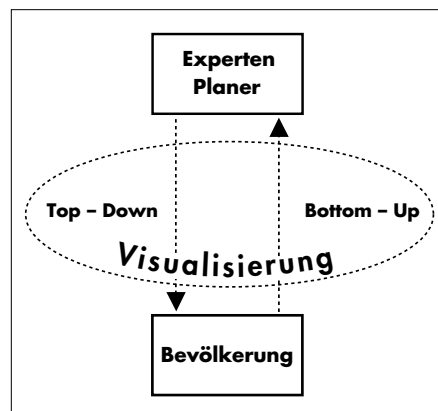 Experten
Planer
Top – Down
Bottom – Up
Visualisierung
Bevölkerung